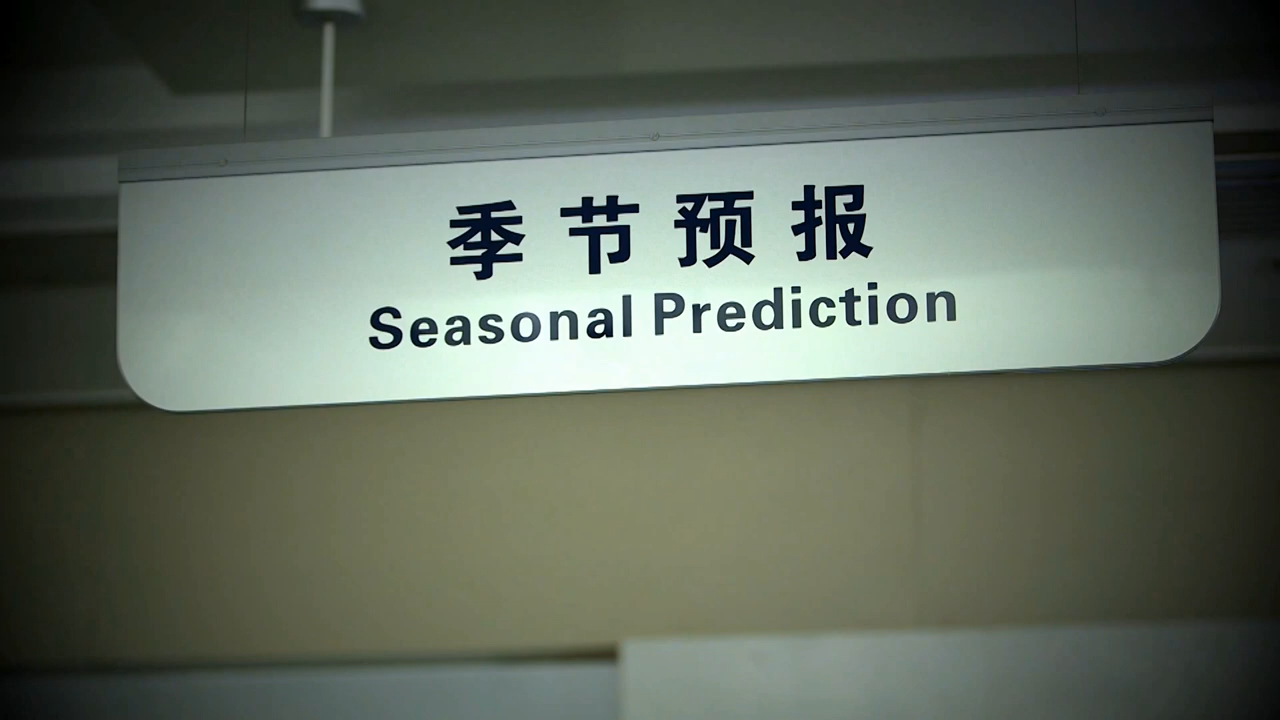 季节预报
Seasonal Prediction